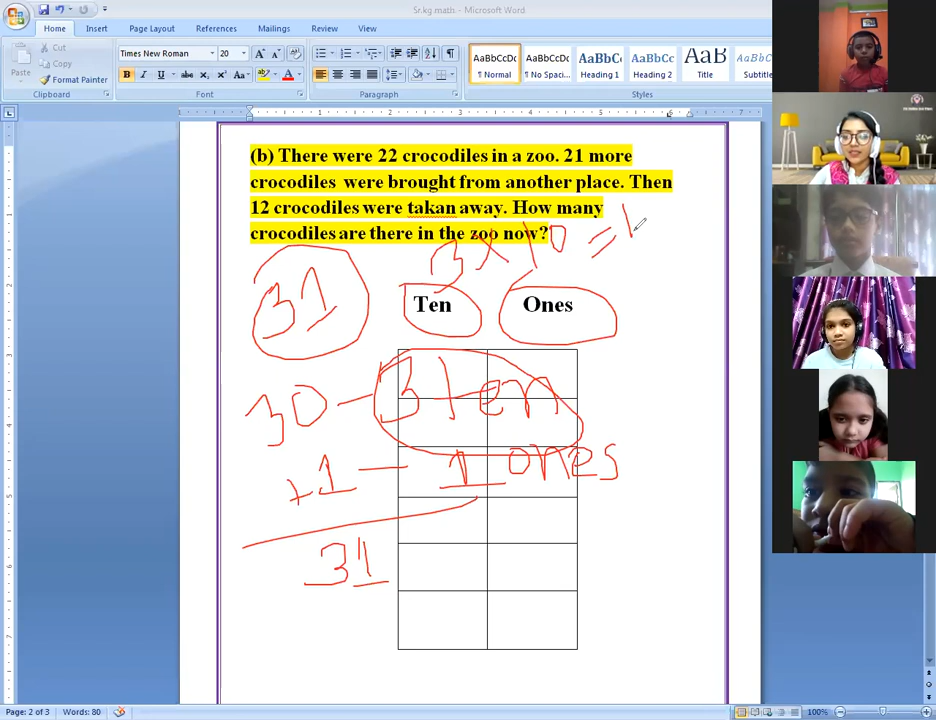 Sr.kg.math - Microsoft Word
Home Insert Page Layout References Mailings Review View
Paste
Cut
Copy
Format Painter
Clipboard
Times New Roman 20
Font
Paragraph
AaBbCcDd AaBbCcDd AaBbC AaBbCc AaB AaBbCc
¶ Normal ¶ No Spaci... Heading 1 Heading 2 Title Subtitle
Styles
(b) There were 22 crocodiles in a zoo. 21 more
crocodiles were brought from another place. Then
12 crocodiles were takan away. How many
crocodiles are there in the zoo now?
3 x 10 = 1
31
Ten Ones
30 - 3 ten
+1 - 1 ones
31
Page: 2 of 3 Words: 80 100%